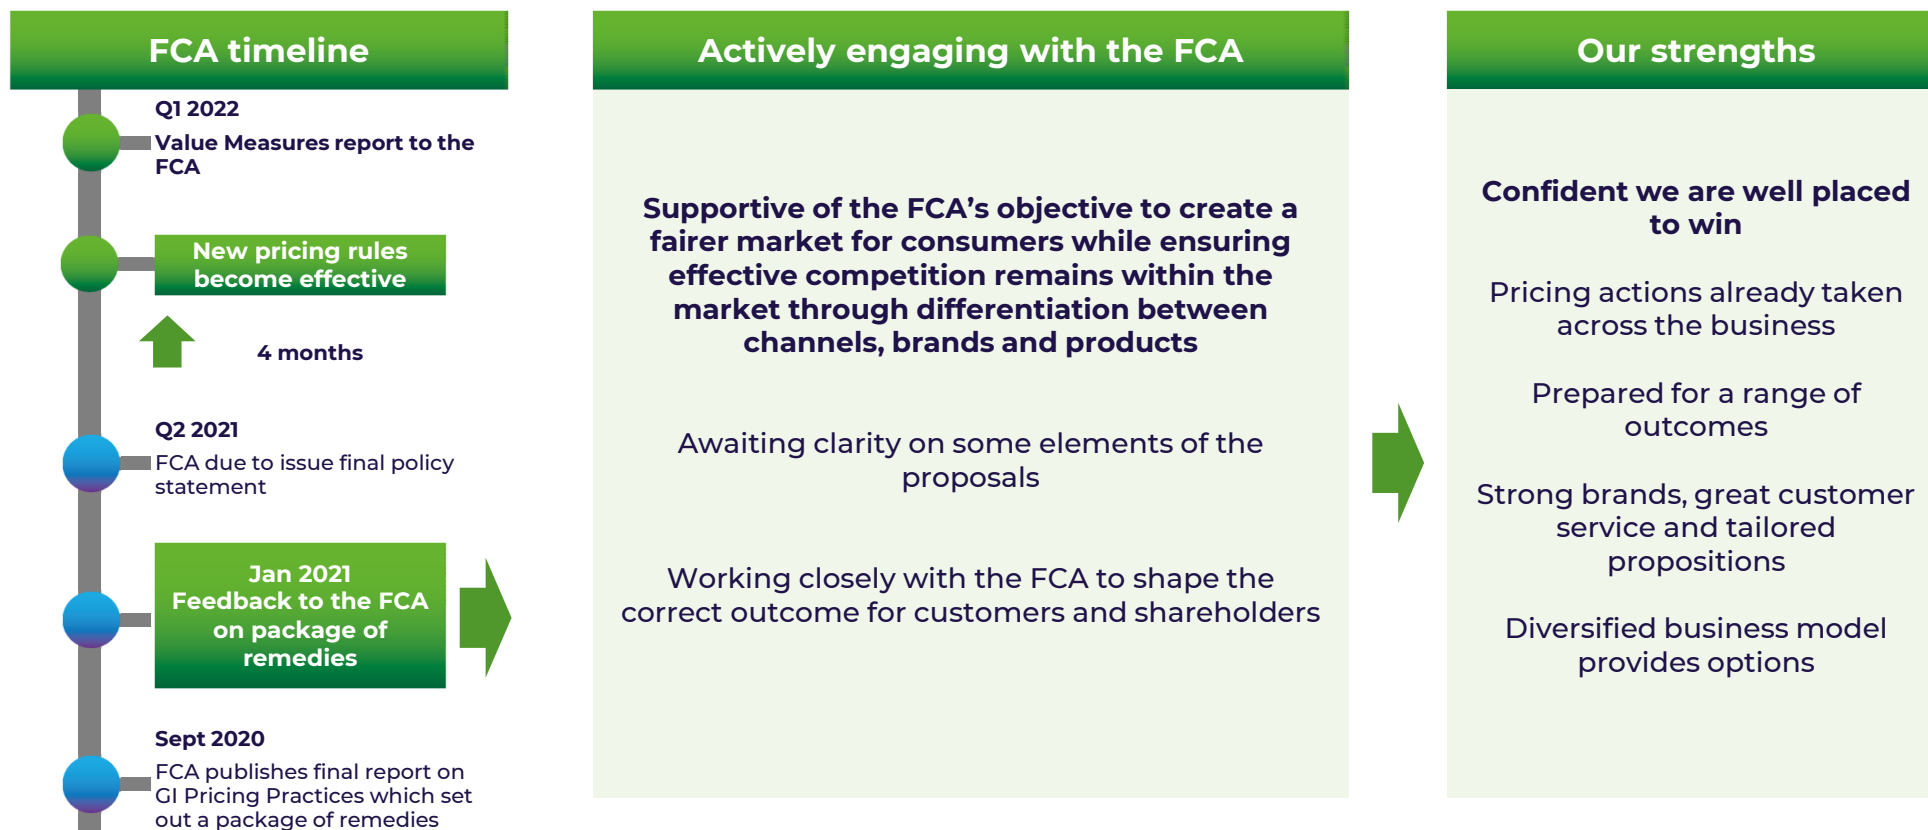 FCA timeline
Q1 2022
Value Measures report to the
FCA
New pricing rules
become effective
4 months
Q2 2021
FCA due to issue final policy
statement
Jan 2021
Feedback to the FCA
on package of
remedies
Sept 2020
FCA publishes final report on
GI Pricing Practices which set
out a package of remedies
Actively engaging with the FCA
Supportive of the FCA’s objective to create a
fairer market for consumers while ensuring
effective competition remains within the
market through differentiation between
channels, brands and products
Awaiting clarity on some elements of the
proposals
Working closely with the FCA to shape the
correct outcome for customers and shareholders
Our strengths
Confident we are well placed
to win
Pricing actions already taken
across the business
Prepared for a range of
outcomes
Strong brands, great customer
service and tailored
propositions
Diversified business model
provides options